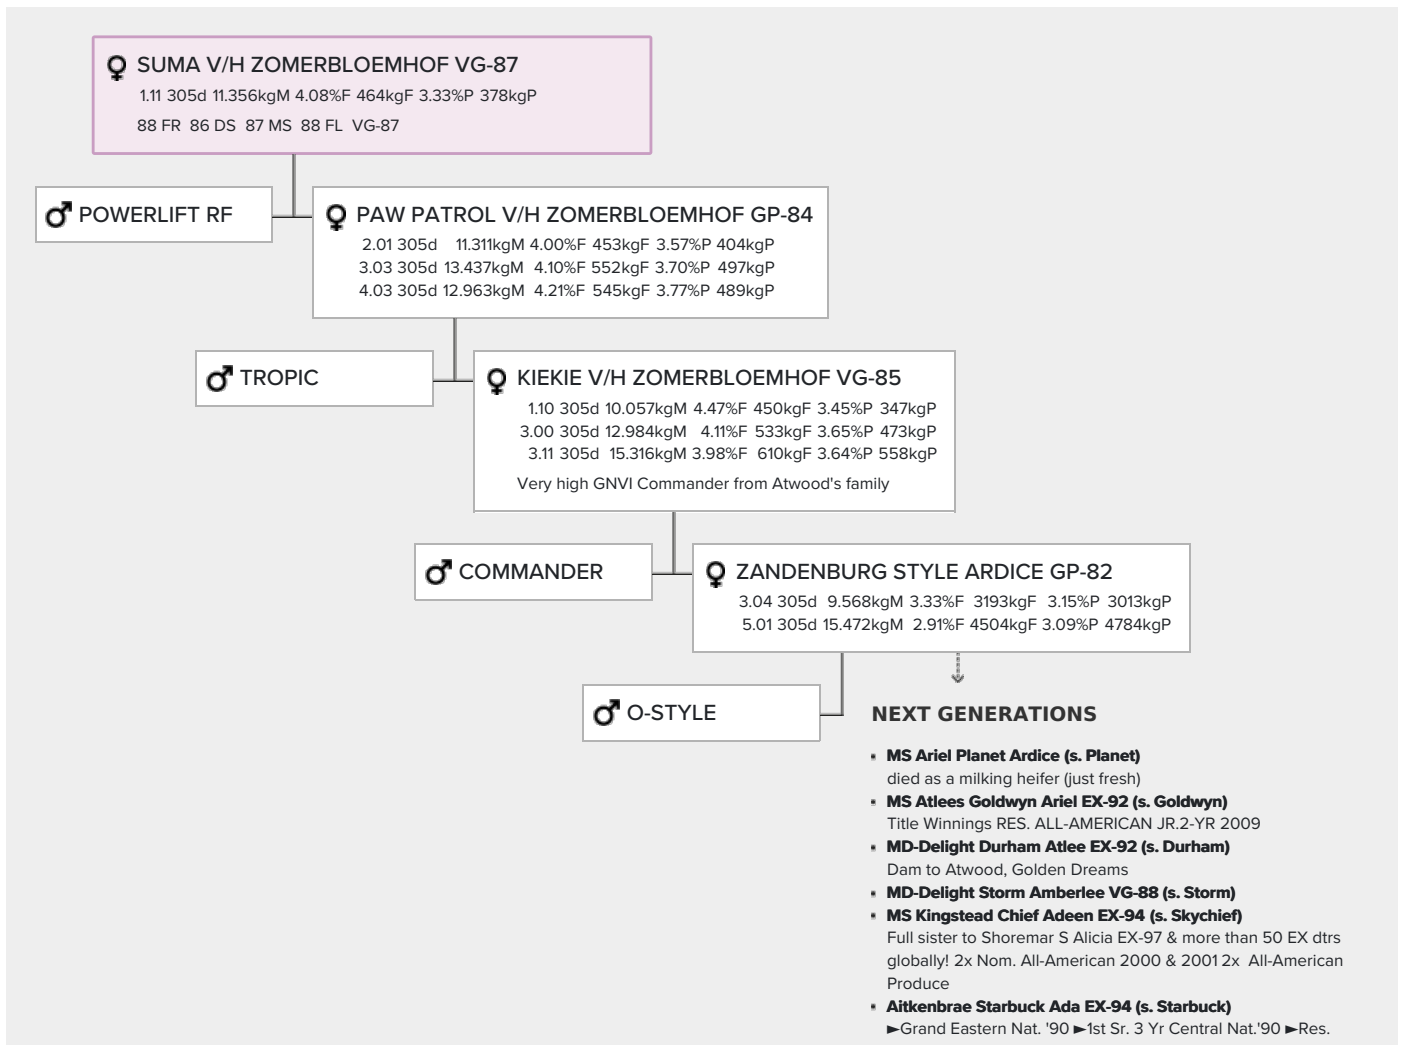 SUMA V/H ZOMERBLOEMHOF VG-87
1.11 305d 11.356kgM 4.08%F 464kgF 3.33%P 378kgP
88 FR 86 DS 87 MS 88 FL VG-87
POWERLIFT RF
PAW PATROL V/H ZOMERBLOEMHOF GP-84
2.01 305d 11.311kgM 4.00%F 453kgF 3.57%P 404kgP
3.03 305d 13.437kgM 4.10%F 552kgF 3.70%P 497kgP
4.03 305d 12.963kgM 4.21%F 545kgF 3.77%P 489kgP
TROPIC
KIEKIE V/H ZOMERBLOEMHOF VG-85
1.10 305d 10.057kgM 4.47%F 450kgF 3.45%P 347kgP
3.00 305d 12.984kgM 4.11%F 533kgF 3.65%P 473kgP
3.11 305d 15.316kgM 3.98%F 610kgF 3.64%P 558kgP
Very high GNVI Commander from Atwood's family
COMMANDER
ZANDENBURG STYLE ARDICE GP-82
3.04 305d 9.568kgM 3.33%F 3193kgF 3.15%P 3013kgP
5.01 305d 15.472kgM 2.91%F 4504kgF 3.09%P 4784kgP
O-STYLE
NEXT GENERATIONS
▪ MS Ariel Planet Ardice (s. Planet)
died as a milking heifer (just fresh)
▪ MS Atlees Goldwyn Ariel EX-92 (s. Goldwyn)
Title Winnings RES. ALL-AMERICAN JR.2-YR 2009
▪ MD-Delight Durham Atlee EX-92 (s. Durham)
Dam to Atwood, Golden Dreams
▪ MD-Delight Storm Amberlee VG-88 (s. Storm)
▪ MS Kingstead Chief Adeen EX-94 (s. Skychief)
Full sister to Shoremar S Alicia EX-97 & more than 50 EX dtrs
globally! 2x Nom. All-American 2000 & 2001 2x All-American
Produce
▪ Aitkenbrae Starbuck Ada EX-94 (s. Starbuck)
►Grand Eastern Nat. '90 ►1st Sr. 3 Yr Central Nat.'90 ►Res.